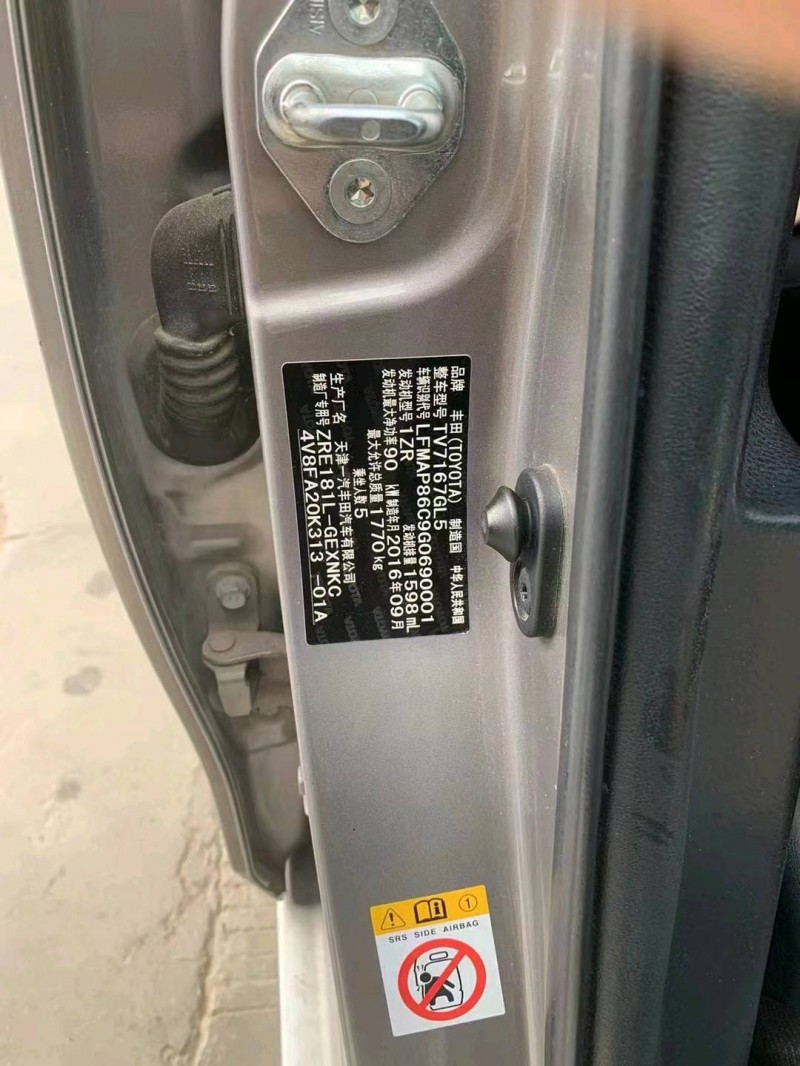 AISIN
品牌 丰田(TOYOTA) 制造国 中华人民共和国
整车型号 TV7167GL5
车辆识别代号 LFMAP86C9G0690001
发动机型号 1ZR 发动机排量 1598 mL
发动机最大净功率 90 kW 制造年月 2016年09月
最大允许总质量 1770 kg
乘坐人数 5
生产厂名 天津一汽丰田汽车有限公司
制造厂专用号 ZRE181L-GEXNKC
4V8FA20K313 -01A
1
SRS SIDE AIRBAG